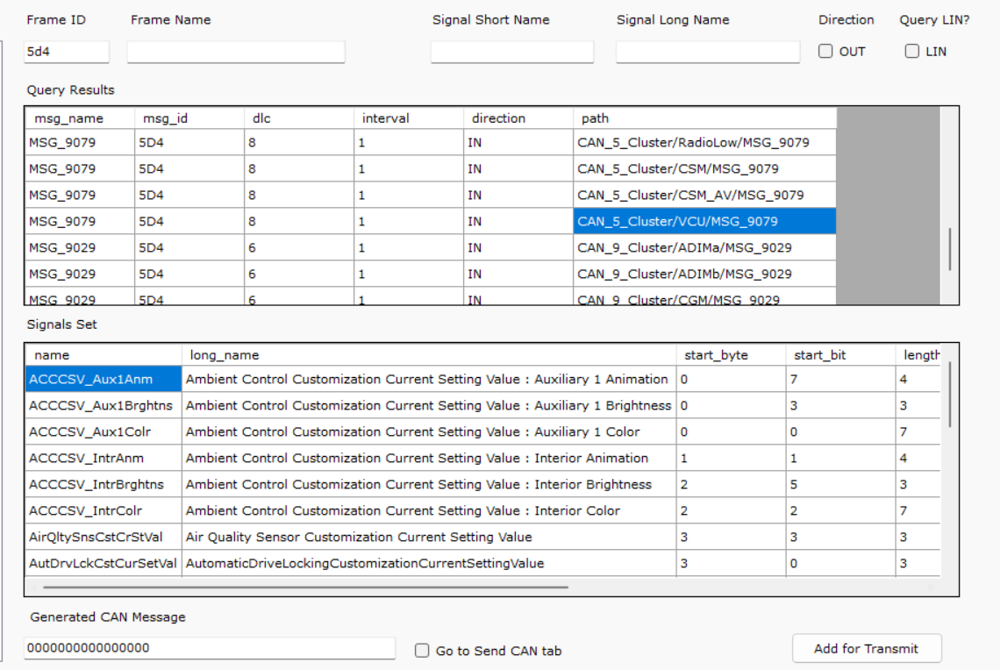 Frame ID Frame Name Signal Short Name Signal Long Name Direction Query LIN?
5d4 OUT LIN
Query Results
msg_name msg_id dlc interval direction path
MSG_9079 5D4 8 1 IN CAN_5_Cluster/RadioLow/MSG_9079
MSG_9079 5D4 8 1 IN CAN_5_Cluster/CSM/MSG_9079
MSG_9079 5D4 8 1 IN CAN_5_Cluster/CSM_AV/MSG_9079
MSG_9079 5D4 8 1 IN CAN_5_Cluster/VCU/MSG_9079
MSG_9029 5D4 6 1 IN CAN_9_Cluster/ADIMa/MSG_9029
MSG_9029 5D4 6 1 IN CAN_9_Cluster/ADIMb/MSG_9029
MSG_9029 5D4 6 1 IN CAN_9_Cluster/CGM/MSG_9029
Signals Set
name long_name start_byte start_bit length
ACCCSV_Aux1Anm Ambient Control Customization Current Setting Value : Auxiliary 1 Animation 0 7 4
ACCCSV_Aux1Brghtns Ambient Control Customization Current Setting Value : Auxiliary 1 Brightness 0 3 3
ACCCSV_Aux1Colr Ambient Control Customization Current Setting Value : Auxiliary 1 Color 0 0 7
ACCCSV_IntrAnm Ambient Control Customization Current Setting Value : Interior Animation 1 1 4
ACCCSV_IntrBrghtns Ambient Control Customization Current Setting Value : Interior Brightness 2 5 3
ACCCSV_IntrColr Ambient Control Customization Current Setting Value : Interior Color 2 2 7
AirQltySnsCstCrStVal Air Quality Sensor Customization Current Setting Value 3 3 3
AutDrvLckCstCurSetVal AutomaticDriveLockingCustomizationCurrentSettingValue 3 0 3
Generated CAN Message
0000000000000000 Go to Send CAN tab Add for Transmit